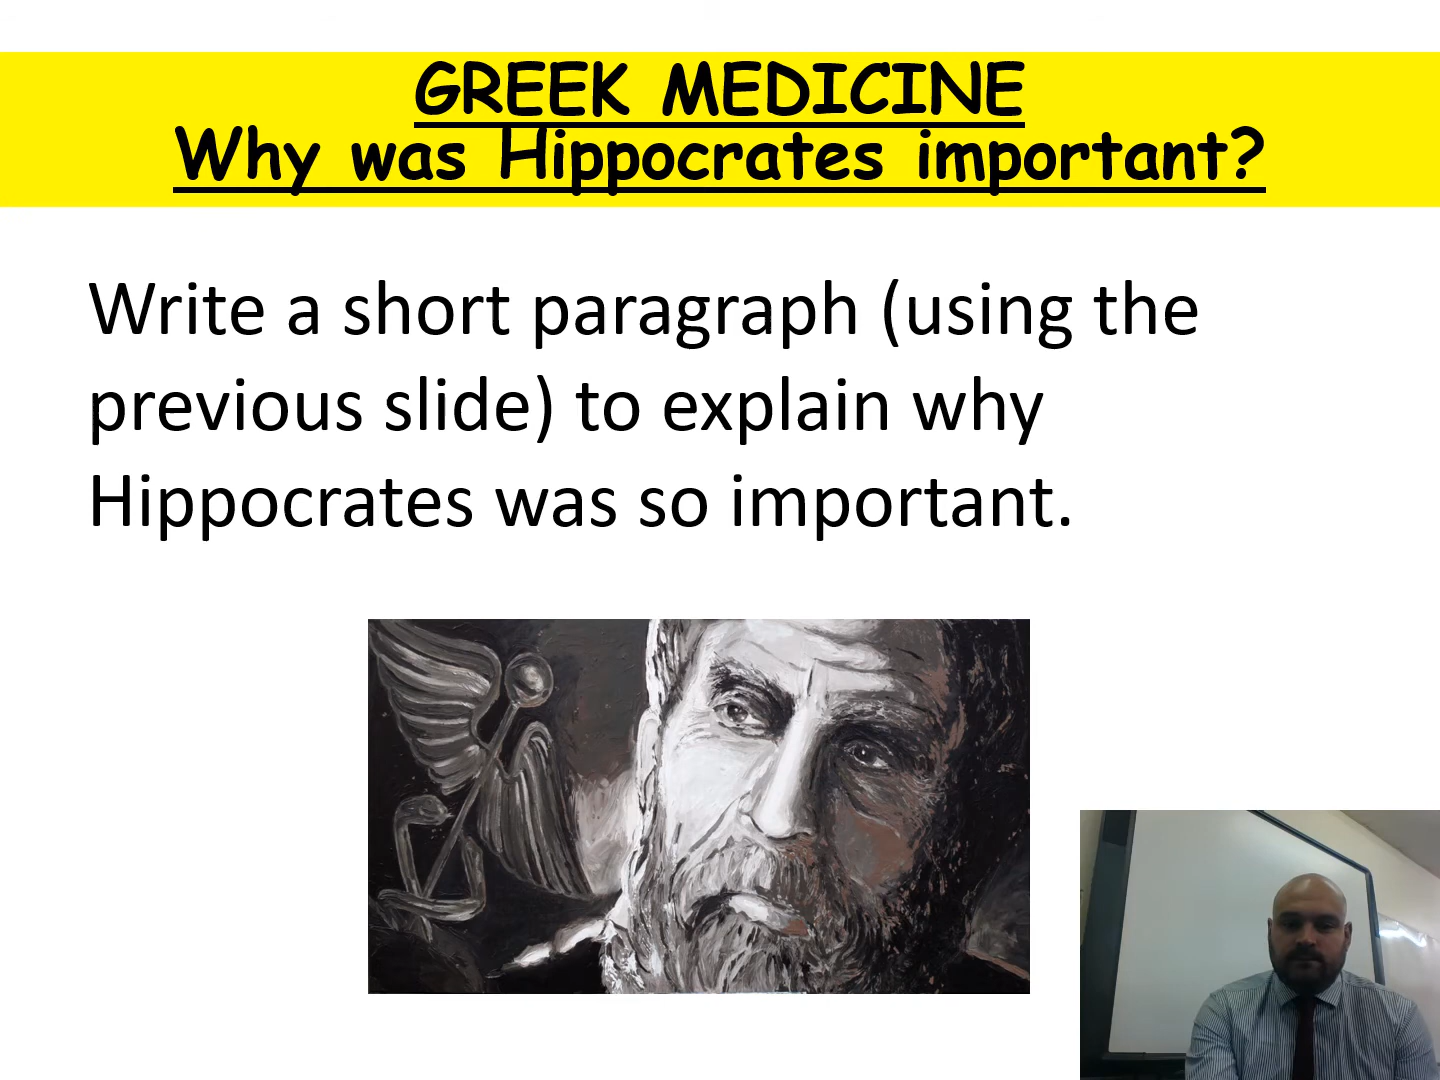 GREEK MEDICINE
Why was Hippocrates important?
Write a short paragraph (using the
previous slide) to explain why
Hippocrates was so important.